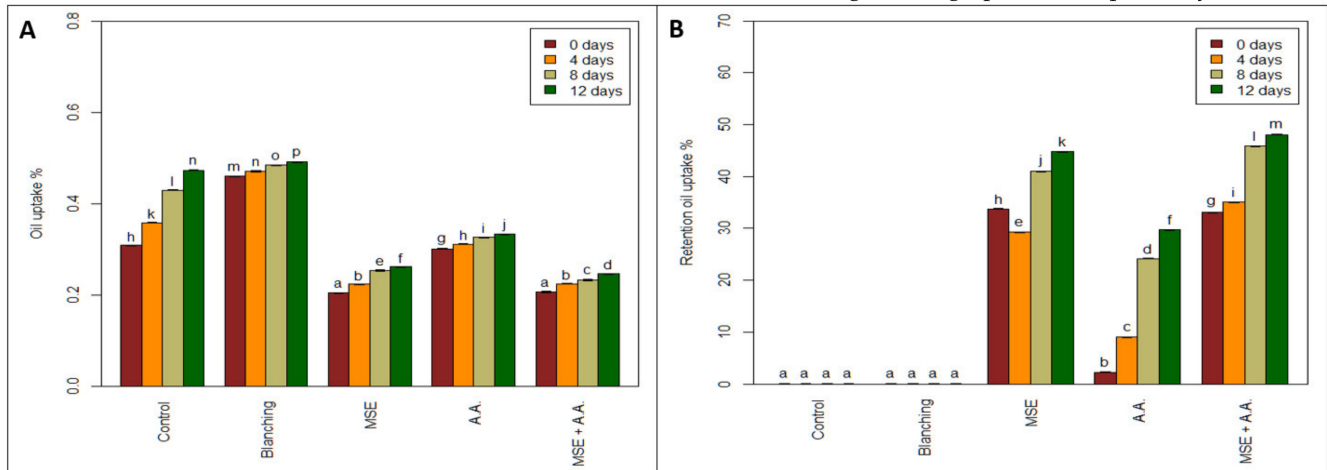 A
Oil uptake %
0.8
0.6
0.4
0.2
0.0
0 days
4 days
8 days
12 days
h k l n
m n o p
a b e f
g h i j
a b c d
Control
Blanching
MSE
A.A.
MSE + A.A.
B
Retention oil uptake %
70
60
50
40
30
20
10
0
0 days
4 days
8 days
12 days
a a a a
a a a a
h e j k
b c d f
g i l m
Control
Blanching
MSE
A.A.
MSE + A.A.